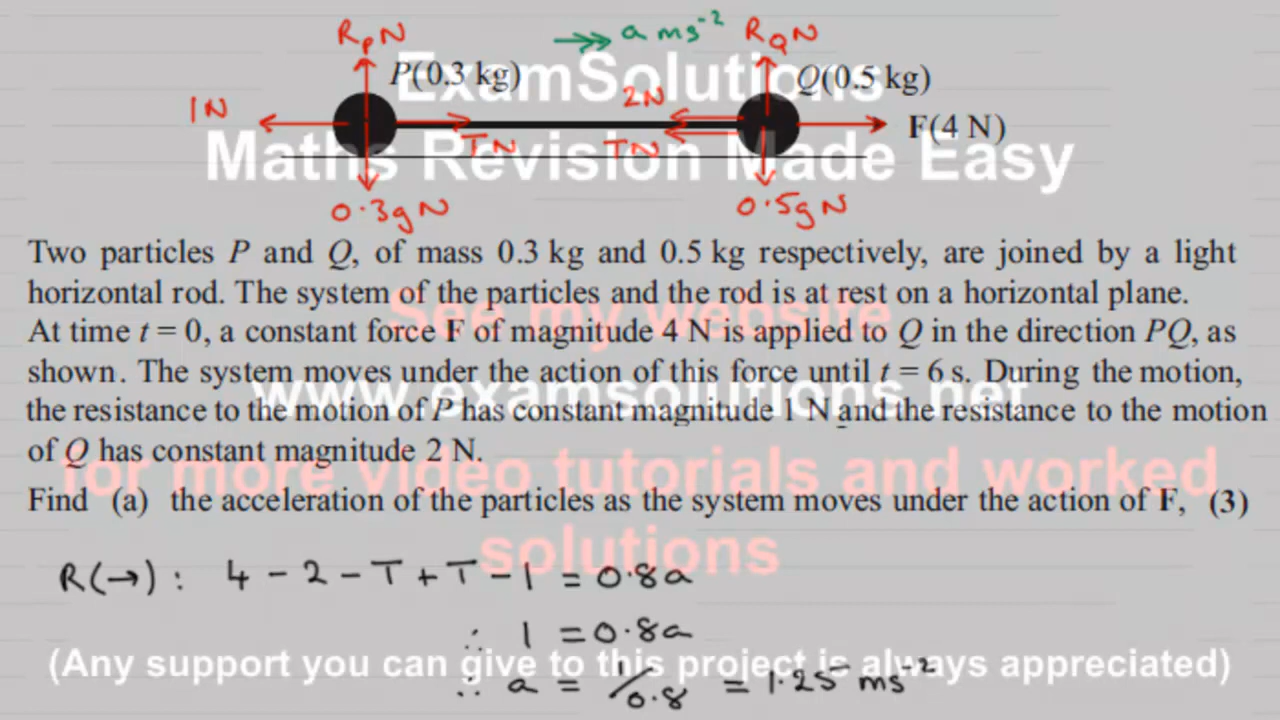 R_P N
a ms⁻²
R_Q N
P(0.3 kg)
Q(0.5 kg)
1N
2N
F(4 N)
TN
TN
0.3g N
0.5g N
ExamSolutions
Maths Revision Made Easy
Two particles P and Q, of mass 0.3 kg and 0.5 kg respectively, are joined by a light
horizontal rod. The system of the particles and the rod is at rest on a horizontal plane.
At time t = 0, a constant force F of magnitude 4 N is applied to Q in the direction PQ, as
shown. The system moves under the action of this force until t = 6 s. During the motion,
the resistance to the motion of P has constant magnitude 1 N and the resistance to the motion
of Q has constant magnitude 2 N.
See my website
www.examsolutions.net
for more video tutorials and worked
solutions
Find (a) the acceleration of the particles as the system moves under the action of F, (3)
R(→): 4 - 2 - T + T - 1 = 0.8a
∴ 1 = 0.8a
(Any support you can give to this project is always appreciated)
∴ a = 1/0.8 = 1.25 ms⁻²